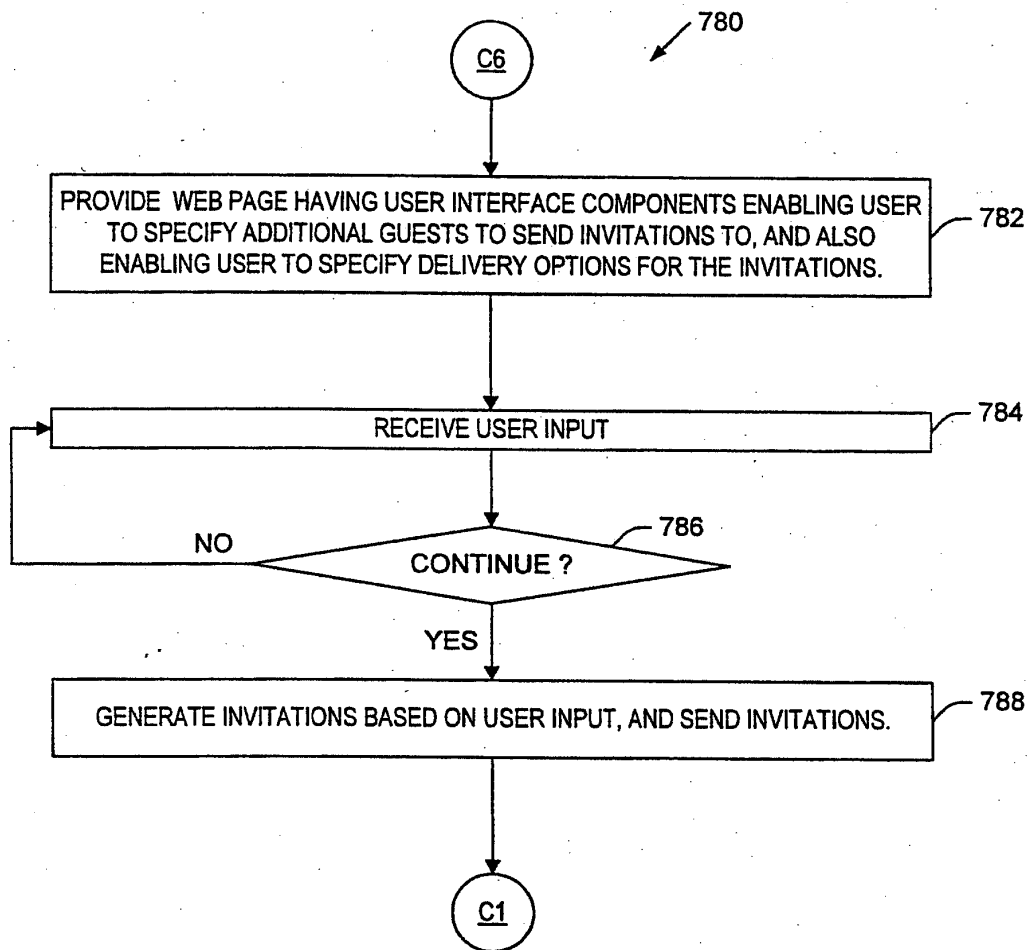 780
C6
PROVIDE WEB PAGE HAVING USER INTERFACE COMPONENTS ENABLING USER
TO SPECIFY ADDITIONAL GUESTS TO SEND INVITATIONS TO, AND ALSO
ENABLING USER TO SPECIFY DELIVERY OPTIONS FOR THE INVITATIONS.
782
RECEIVE USER INPUT
784
786
NO
CONTINUE ?
YES
GENERATE INVITATIONS BASED ON USER INPUT, AND SEND INVITATIONS.
788
C1